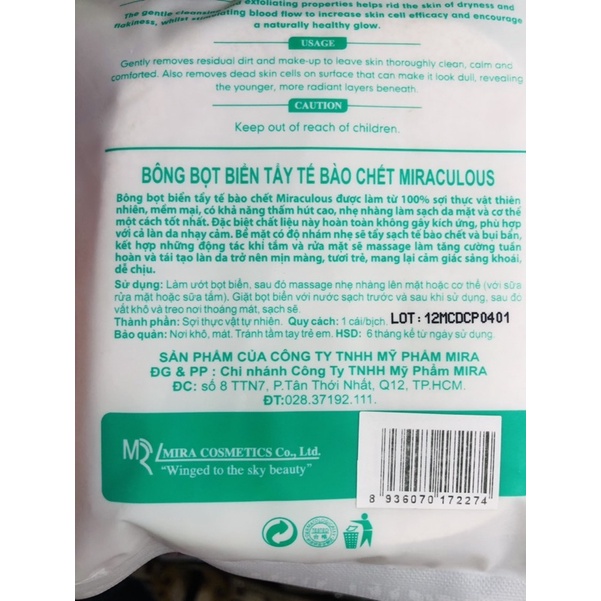 exfoliating properties helps rid the skin of dryness and
flakiness, whilst blood flow to increase skin cell efficacy and encourage
a naturally healthy glow.
USAGE
Gently removes residual dirt and make-up to leave skin thoroughly clean, calm and
comforted. Also removes dead skin cells on surface that can make it look dull, revealing
the younger, more radiant layers beneath.
CAUTION
Keep out of reach of children.
BÔNG BỌT BIỂN TẨY TẾ BÀO CHẾT MIRACULOUS
Bông bọt biển tẩy tế bào chết Miraculous được làm từ 100% sợi thực vật thiên
nhiên, mềm mại, có khả năng thấm hút cao, nhẹ nhàng làm sạch da mặt và cơ thể
một cách tốt nhất. Đặc biệt chất liệu này hoàn toàn không gây kích ứng, phù hợp
với cả làn da nhạy cảm. Bề mặt có độ nhám nhẹ sẽ tẩy sạch tế bào chết và bụi bẩn,
kết hợp những động tác khi tắm và rửa mặt sẽ massage làm tăng cường tuần
hoàn và tái tạo làn da trở nên mịn màng, tươi trẻ, mang lại cảm giác sảng khoái,
dễ chịu.
Sử dụng: Làm ướt bọt biển, sau đó massage nhẹ nhàng lên mặt hoặc cơ thể (với sữa
rửa mặt hoặc sữa tắm). Giặt bọt biển với nước sạch trước và sau khi sử dụng, sau đó
vắt khô và treo nơi thoáng mát, sạch sẽ.
LOT: 12MCDCP0401
Thành phần: Sợi thực vật tự nhiên. Quy cách: 1 cái/bịch.
Bảo quản: Nơi khô, mát. Tránh tầm tay trẻ em. HSD: 6 tháng kể từ ngày sử dụng.
SẢN PHẨM CỦA CÔNG TY TNHH MỸ PHẨM MIRA
ĐG & PP : Chi nhánh Công Ty TNHH Mỹ Phẩm MIRA
ĐC: số 8 TTN7, P.Tân Thới Nhất, Q12, TP.HCM.
ĐT:028.37192.111.
MR MIRA COSMETICS Co., Ltd.
"Winged to the sky beauty"
8 936070 172274